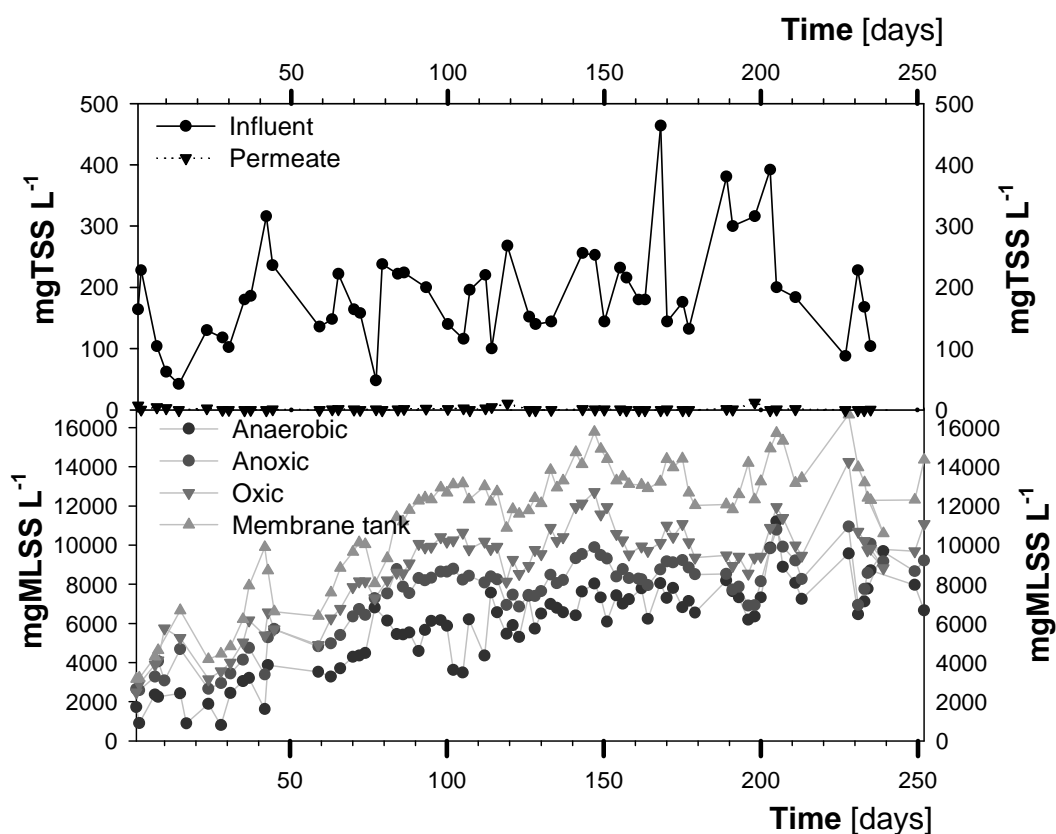 Time [days]
50 100 150 200 250
500 500
Influent
Permeate
400 400
300 300
200 200
100 100
0 0
mgTSS L-1
mgTSS L-1
16000 16000
Anaerobic
14000 14000
Anoxic
12000 12000
Oxic
Membrane tank
10000 10000
8000 8000
6000 6000
4000 4000
2000 2000
0 0
mgMLSS L-1
mgMLSS L-1
50 100 150 200 250
Time [days]